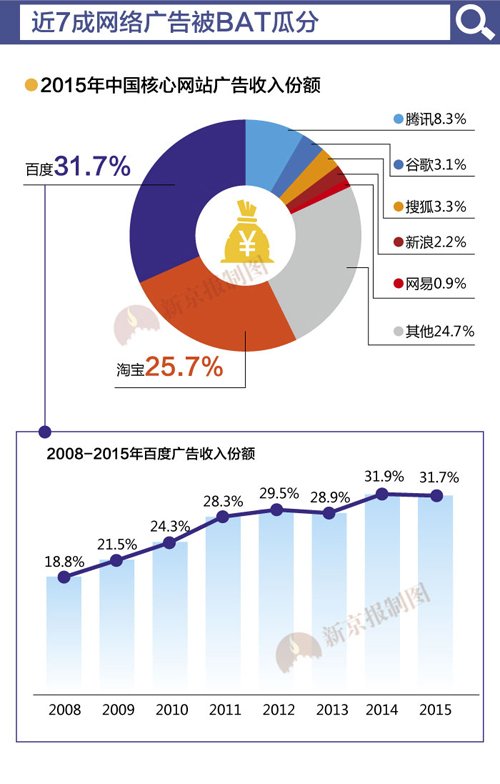 近7成网络广告被BAT瓜分
2015年中国核心网站广告收入份额
腾讯8.3%
百度31.7%
谷歌3.1%
搜狐3.3%
新浪2.2%
¥
网易0.9%
新京报制图
其他24.7%
淘宝25.7%
2008-2015年百度广告收入份额
18.8%
21.5%
24.3%
28.3%
29.5%
28.9%
31.9%
31.7%
新京报制图
2008
2009
2010
2011
2012
2013
2014
2015